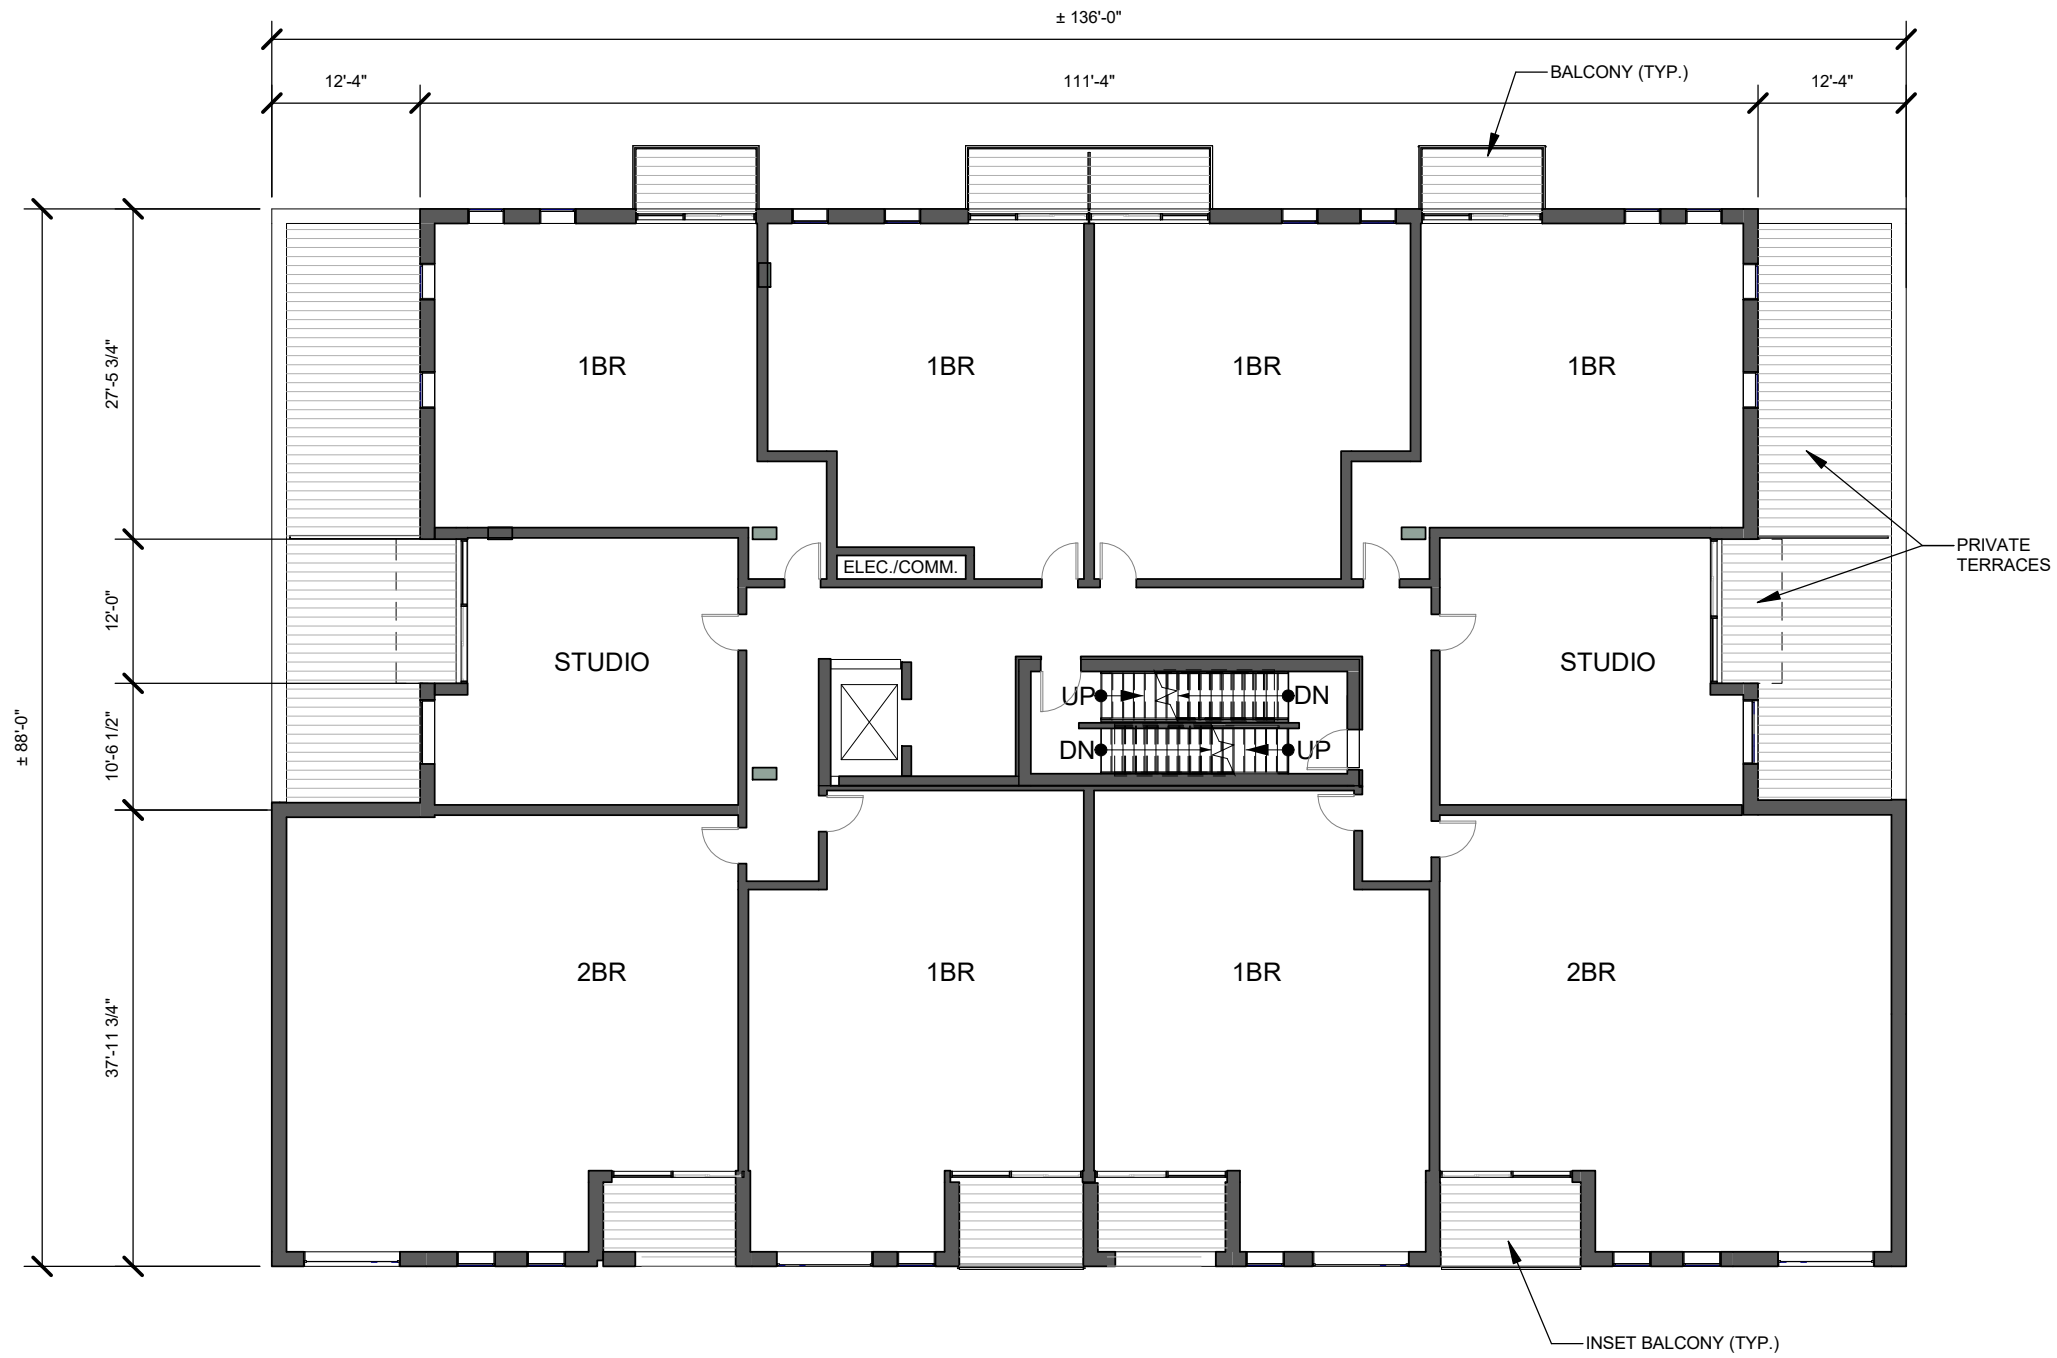 ± 136'-0"
12'-4"
111'-4"
12'-4"
BALCONY (TYP.)
27'-5 3/4"
1BR
1BR
1BR
1BR
PRIVATE
TERRACES
ELEC./COMM.
12'-0"
STUDIO
STUDIO
UP
DN
DN
UP
± 88'-0"
10'-6 1/2"
37'-11 3/4"
2BR
1BR
1BR
2BR
INSET BALCONY (TYP.)